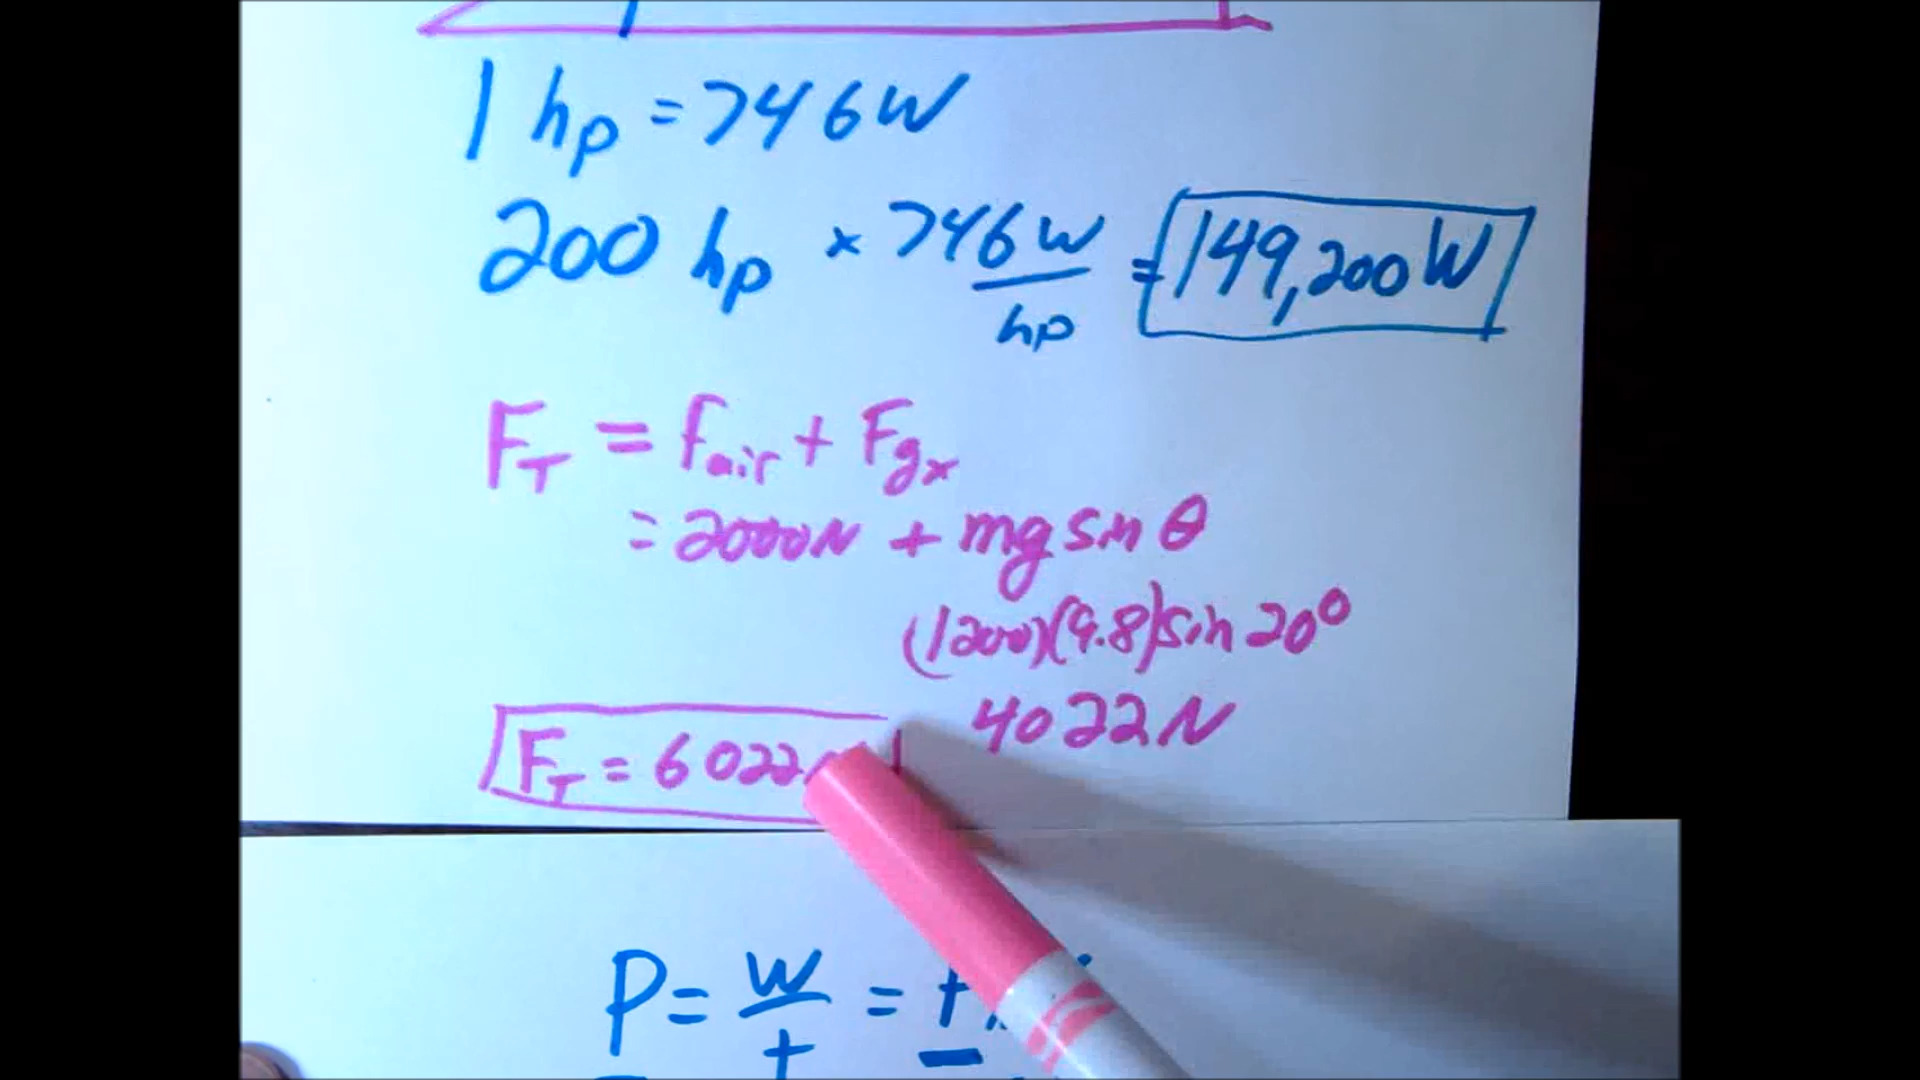 1 hp = 746 W
200 hp × 746 W / hp = 149,200 W
F_T = F_air + F_gx
= 2000N + mg sin θ
(1200)(9.8) sin 20°
4022 N
F_T = 6022
P = W / t =